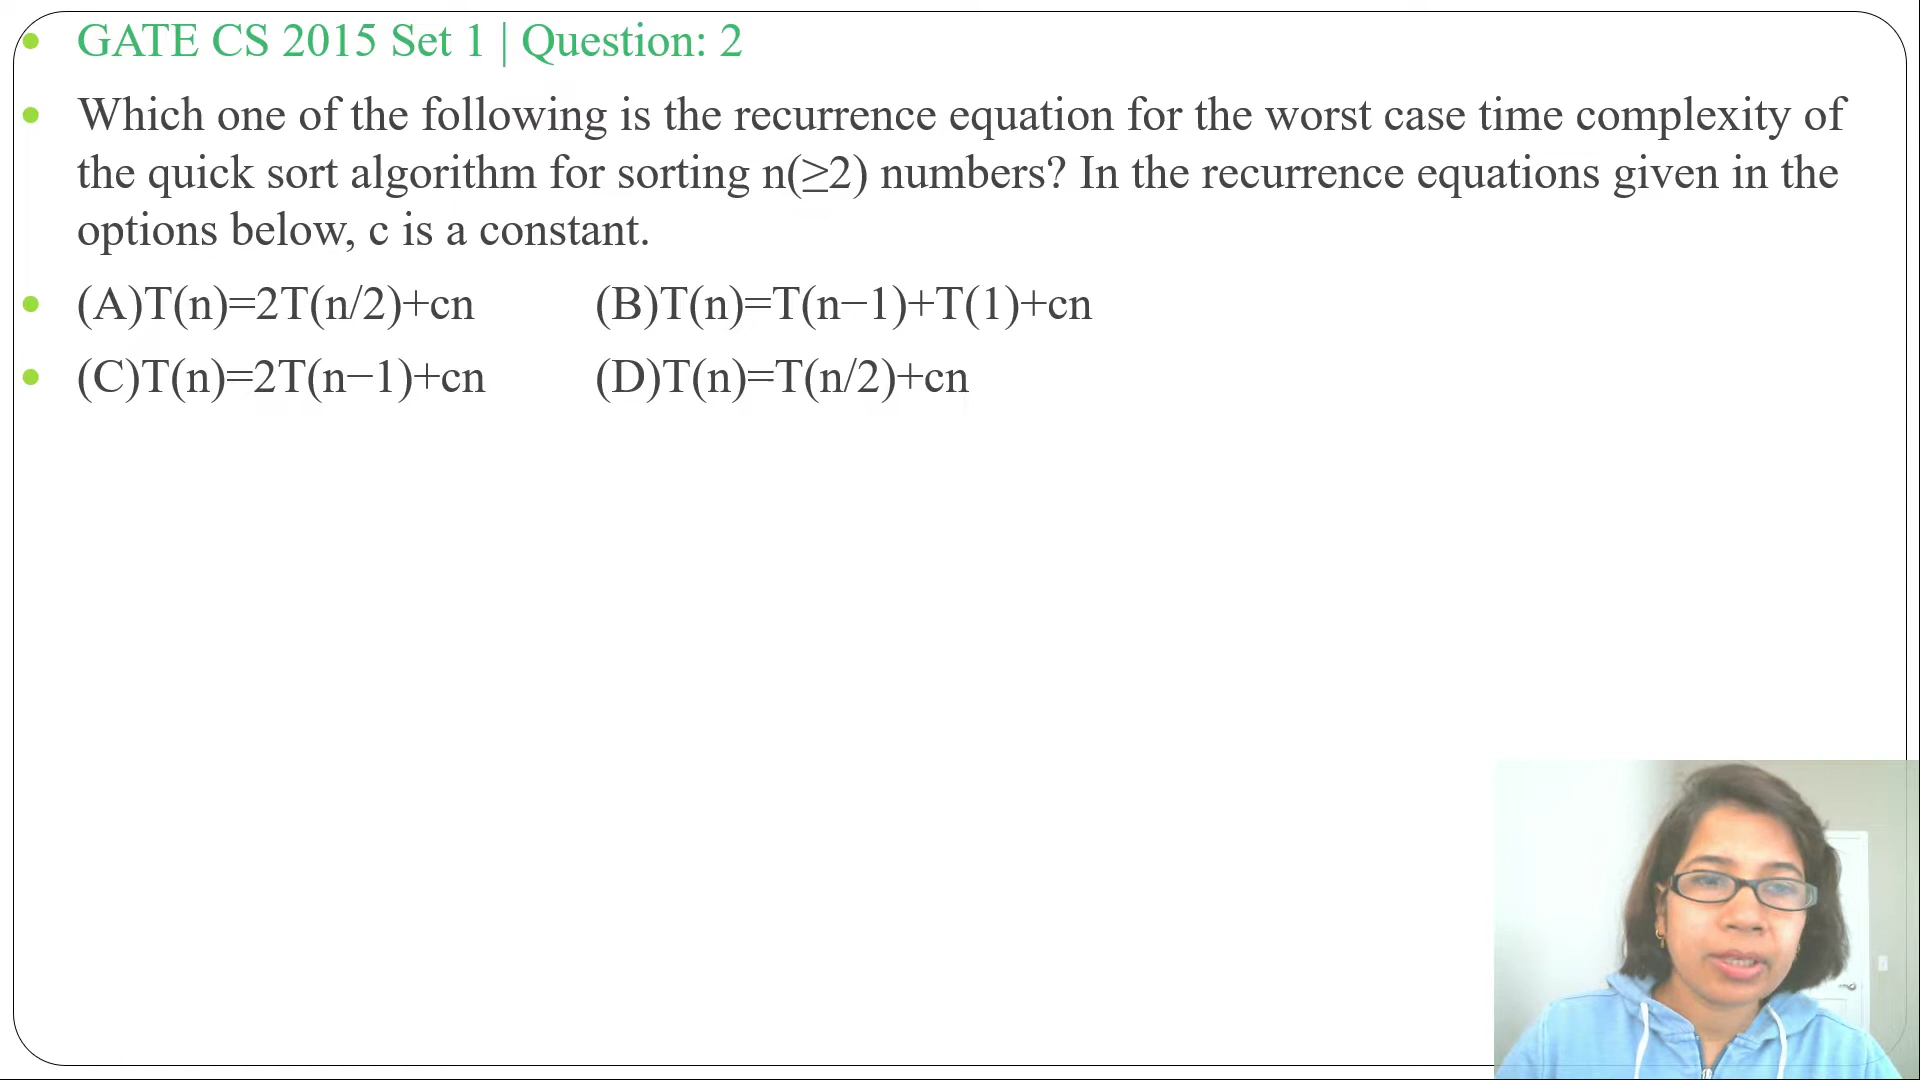 GATE CS 2015 Set 1 | Question: 2
Which one of the following is the recurrence equation for the worst case time complexity of
the quick sort algorithm for sorting n(≥2) numbers? In the recurrence equations given in the
options below, c is a constant.
(A)T(n)=2T(n/2)+cn (B)T(n)=T(n−1)+T(1)+cn
(C)T(n)=2T(n−1)+cn (D)T(n)=T(n/2)+cn